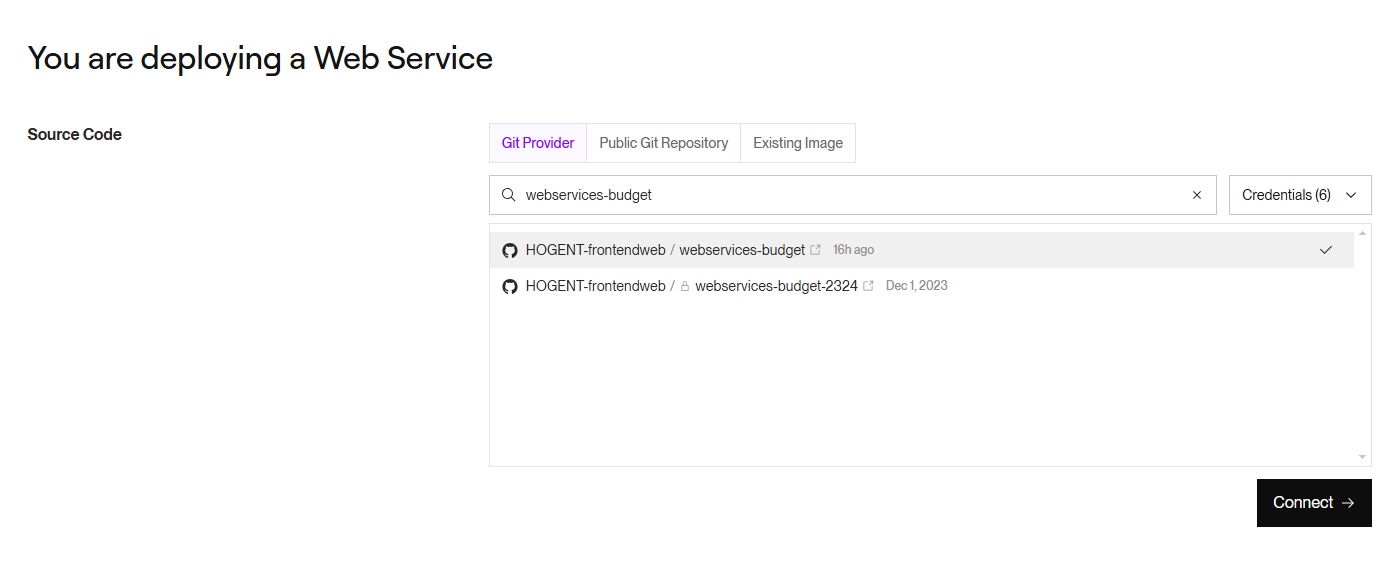 You are deploying a Web Service
Source Code
Git Provider Public Git Repository Existing Image
webservices-budget Credentials (6)
HOGENT-frontendweb / webservices-budget 16h ago
HOGENT-frontendweb / webservices-budget-2324 Dec 1, 2023
Connect